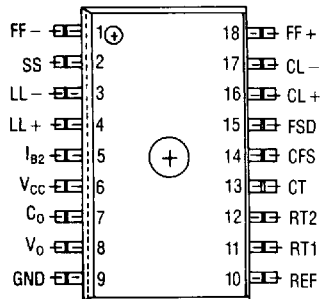 FF- 1 18 FF+
SS 2 17 CL-
LL- 3 16 CL+
LL+ 4 15 FSD
IB2 5 14 CFS
VCC 6 13 CT
CO 7 12 RT2
VO 8 11 RT1
GND 9 10 REF